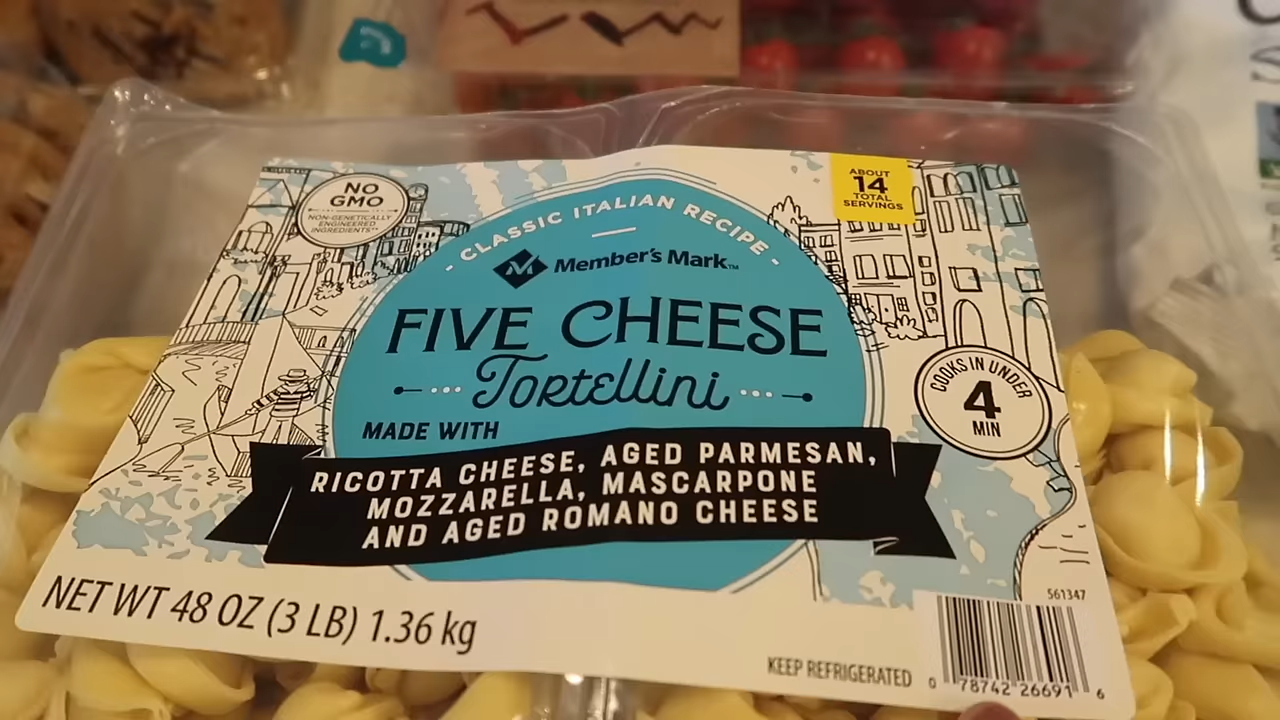 NO
GMO
NON-GENETICALLY
ENGINEERED
INGREDIENTS**
ABOUT
14
TOTAL
SERVINGS
- CLASSIC ITALIAN RECIPE -
Member's Mark™
FIVE CHEESE
Tortellini
MADE WITH
RICOTTA CHEESE, AGED PARMESAN,
MOZZARELLA, MASCARPONE
AND AGED ROMANO CHEESE
COOKS IN UNDER
4
MIN
NET WT 48 OZ (3 LB) 1.36 kg
KEEP REFRIGERATED
561347
0 78742 26691 6